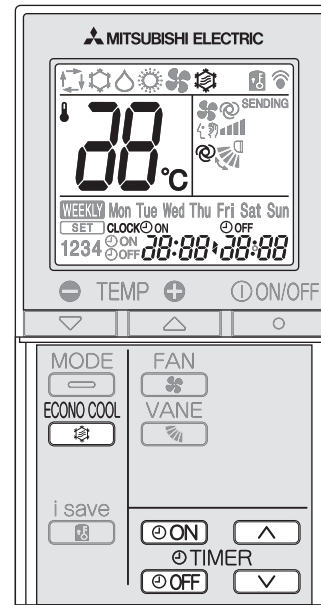 MITSUBISHI ELECTRIC
SENDING
88°C
WEEKLY Mon Tue Wed Thu Fri Sat Sun
SET CLOCK ON OFF
1234 ON OFF 88:88 88:88
TEMP ON/OFF
MODE FAN
ECONO COOL VANE
i save
ON
TIMER
OFF